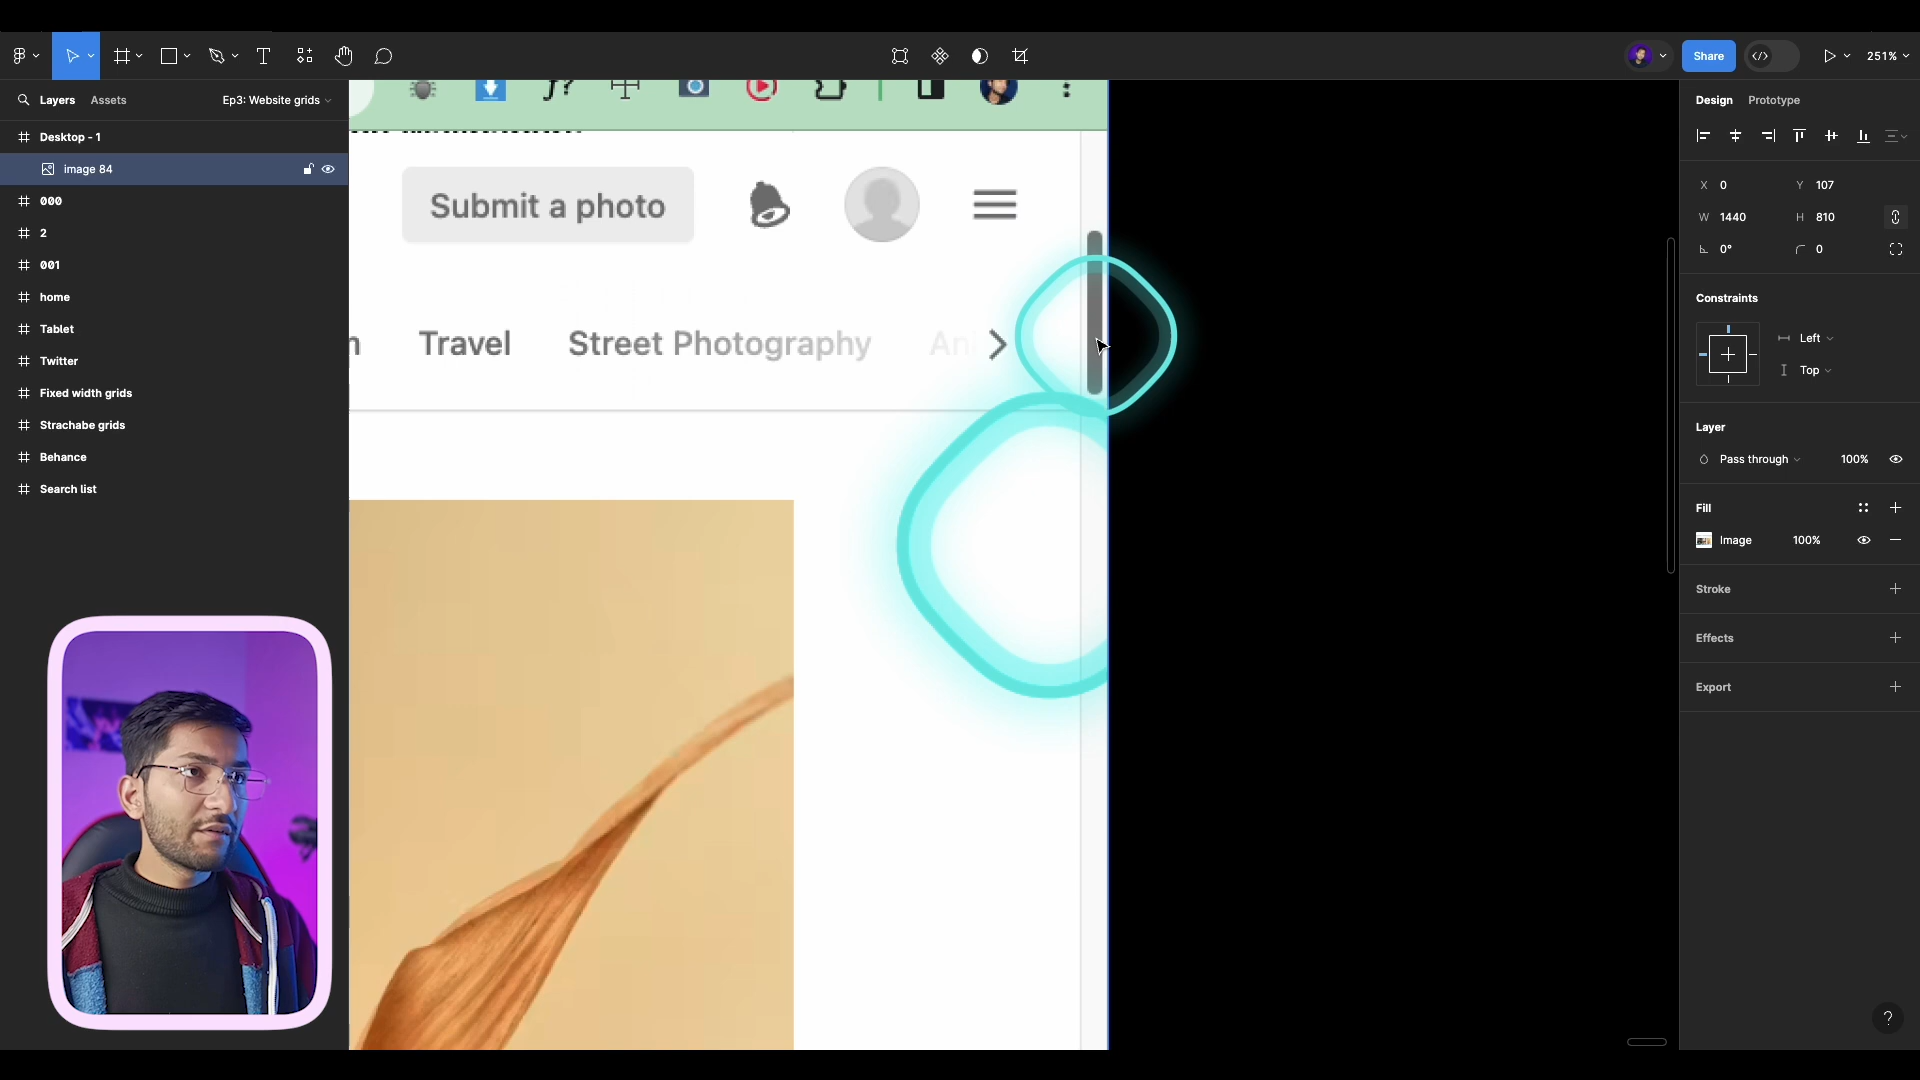 Share
251%
Layers
Assets
Ep3: Website grids
Design
Prototype
Desktop - 1
image 84
000
2
001
home
Tablet
Twitter
Fixed width grids
Strachabe grids
Behance
Search list
f?
Submit a photo
Travel
Street Photography
An
X 0
Y 107
W 1440
H 810
0°
0
Constraints
Left
Top
Layer
Pass through
100%
Fill
Image
100%
Stroke
Effects
Export
?